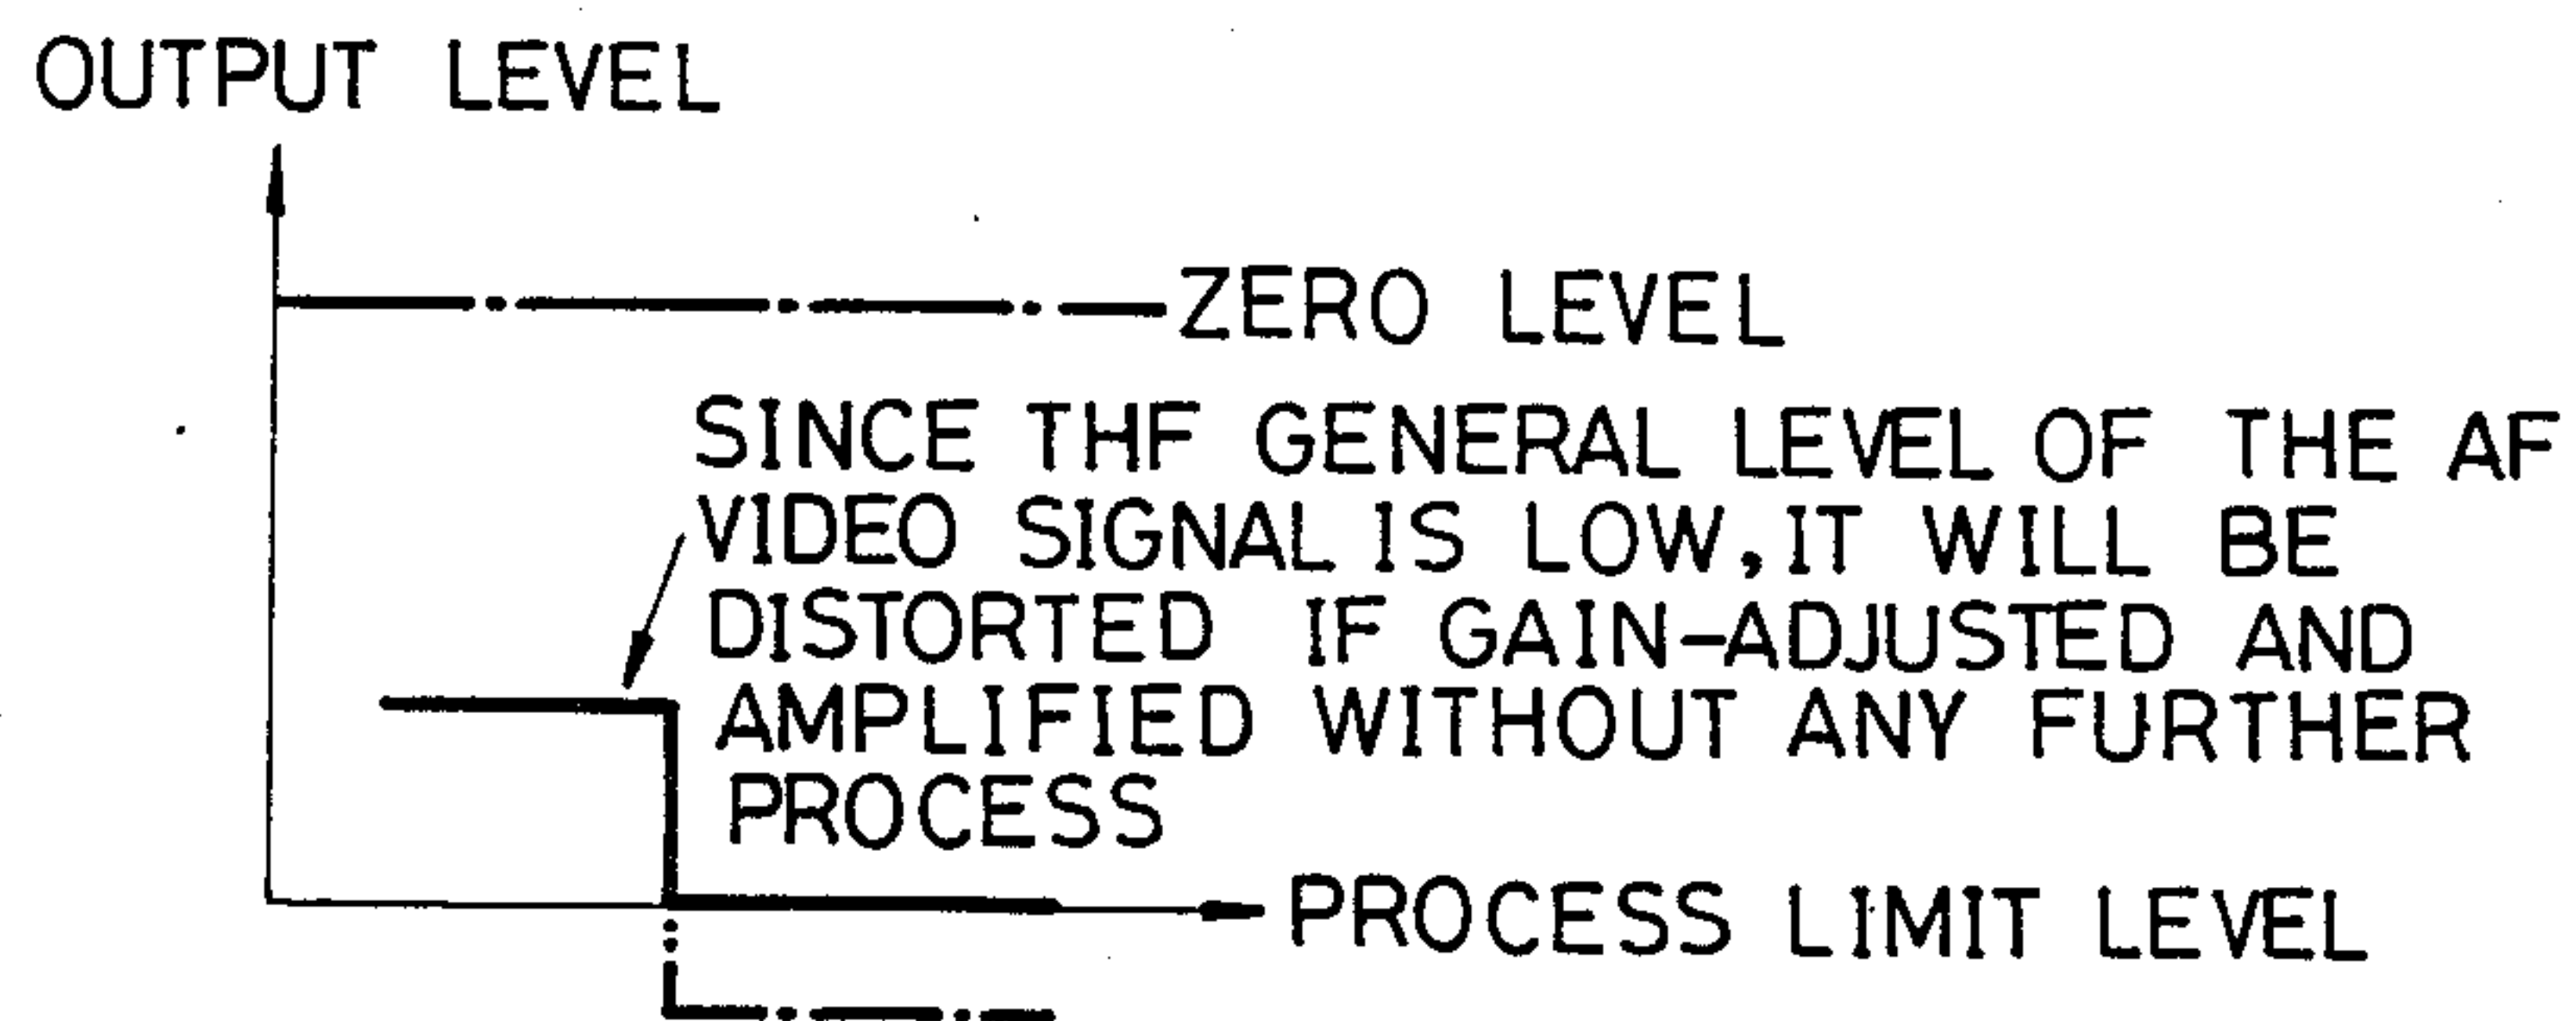 OUTPUT LEVEL
ZERO LEVEL
SINCE THF GENERAL LEVEL OF THE AF
VIDEO SIGNAL IS LOW, IT WILL BE
DISTORTED IF GAIN-ADJUSTED AND
AMPLIFIED WITHOUT ANY FURTHER
PROCESS
PROCESS LIMIT LEVEL